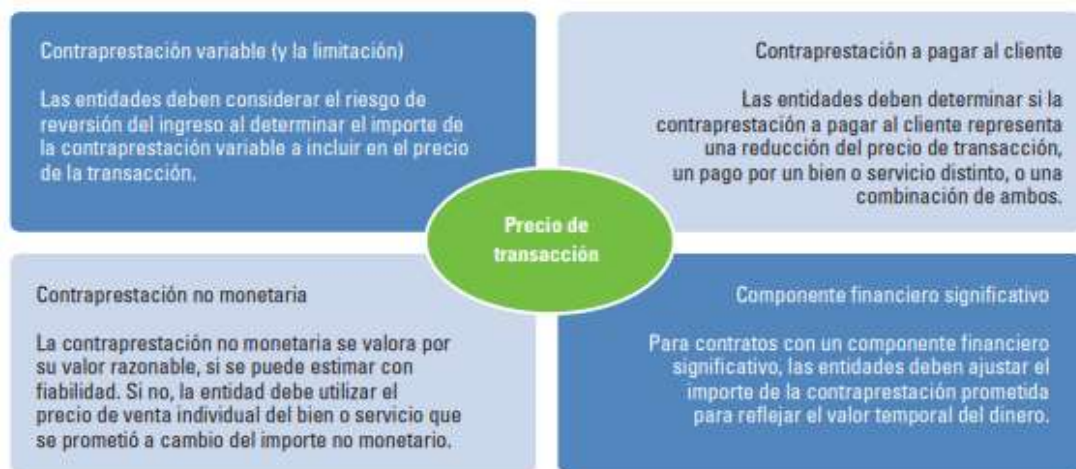 Contraprestación variable (y la limitación)
Las entidades deben considerar el riesgo de
reversión del ingreso al determinar el importe de
la contraprestación variable a incluir en el precio
de la transacción.
Contraprestación a pagar al cliente
Las entidades deben determinar si la
contraprestación a pagar al cliente representa
una reducción del precio de transacción,
un pago por un bien o servicio distinto, o una
combinación de ambos.
Precio de
transacción
Contraprestación no monetaria
La contraprestación no monetaria se valora por
su valor razonable, si se puede estimar con
fiabilidad. Si no, la entidad debe utilizar el
precio de venta individual del bien o servicio que
se prometió a cambio del importe no monetario.
Componente financiero significativo
Para contratos con un componente financiero
significativo, las entidades deben ajustar el
importe de la contraprestación prometida
para reflejar el valor temporal del dinero.